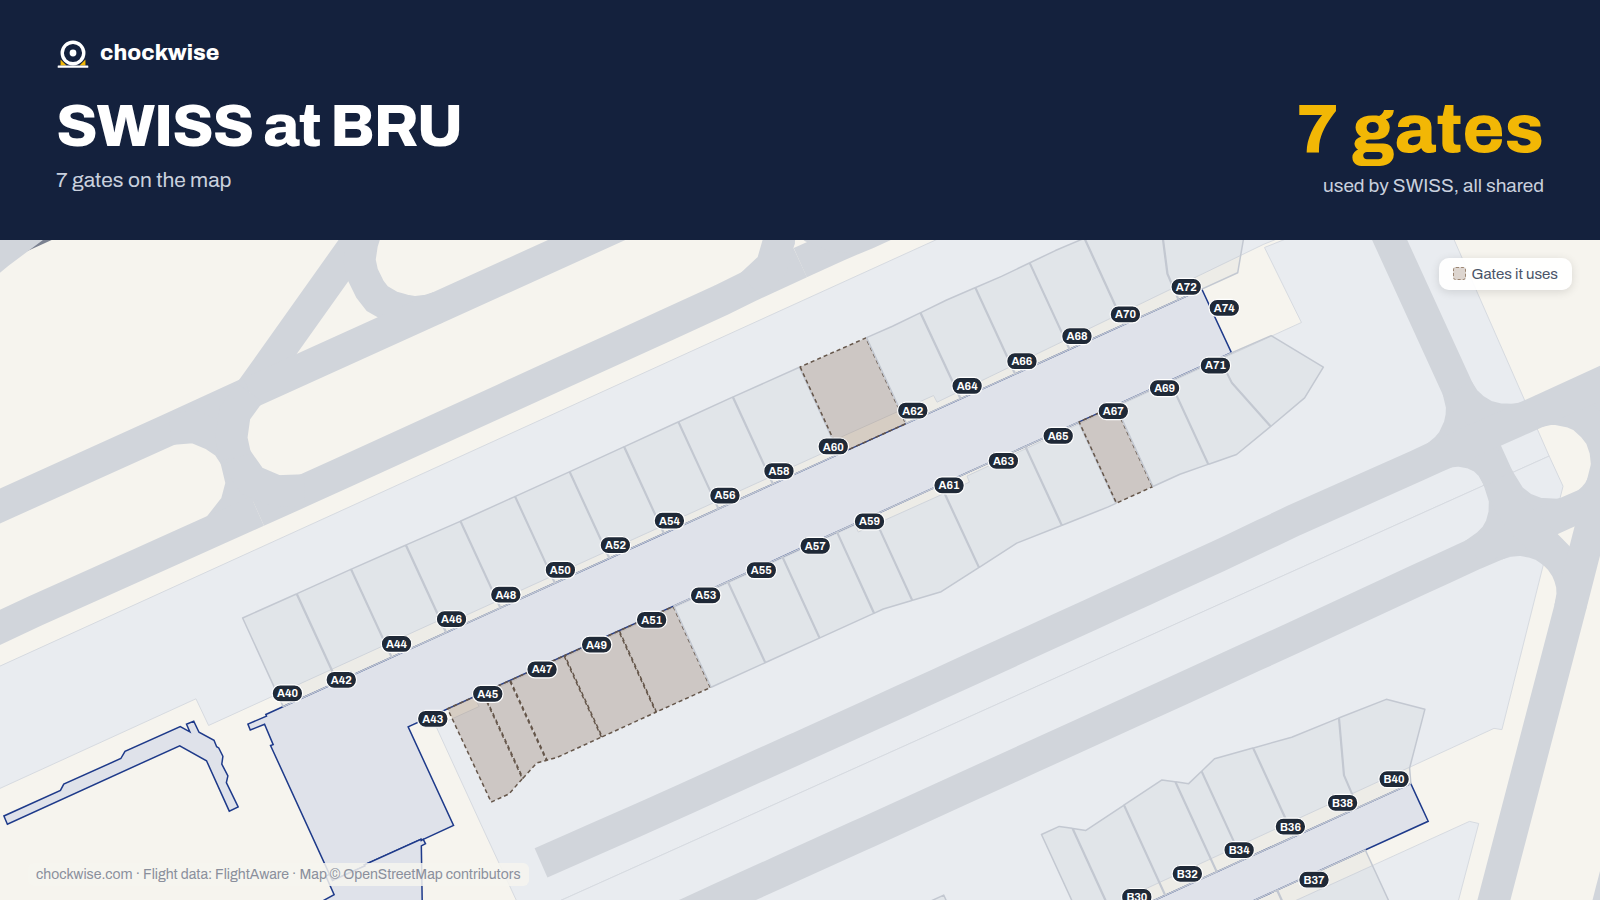 chockwise
SWISS at BRU
7 gates on the map
7 gates
used by SWISS, all shared
Gates it uses
A72
A74
A70
A68
A66
A71
A64
A69
A62
A67
A60
A65
A58
A63
A56
A61
A54
A59
A52
A57
A50
A55
A48
A53
A46
A51
A44
A49
A42
A47
A40
A45
A43
B40
B38
B36
B34
B32
B37
B30
chockwise.com · Flight data: FlightAware · Map © OpenStreetMap contributors